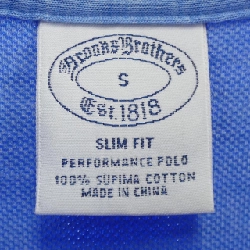 Brooks Brothers
S
Est. 1818
SLIM FIT
PERFORMANCE POLO
100% SUPIMA COTTON
MADE IN CHINA